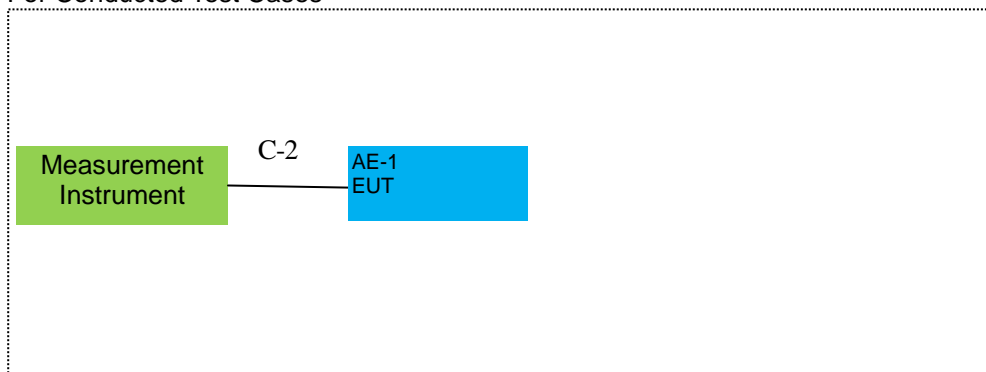 For Conducted Test Cases
Measurement
Instrument
C-2
AE-1
EUT